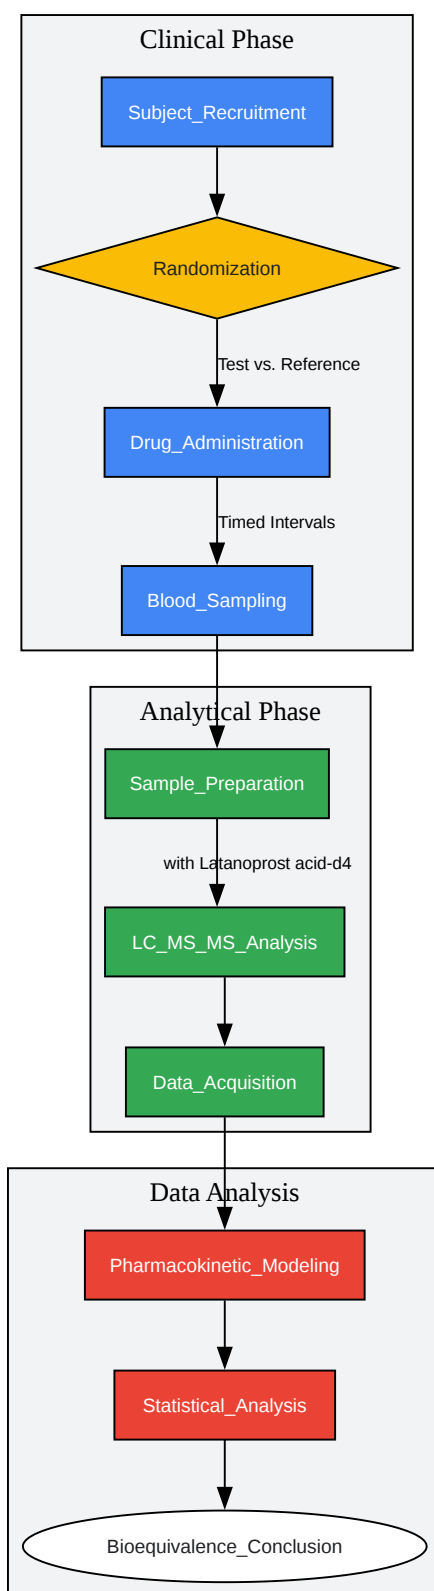 Clinical Phase
Subject_Recruitment
Randomization
Test vs. Reference
Drug_Administration
Timed Intervals
Blood_Sampling
Analytical Phase
Sample_Preparation
with Latanoprost acid-d4
LC_MS_MS_Analysis
Data_Acquisition
Data Analysis
Pharmacokinetic_Modeling
Statistical_Analysis
Bioequivalence_Conclusion